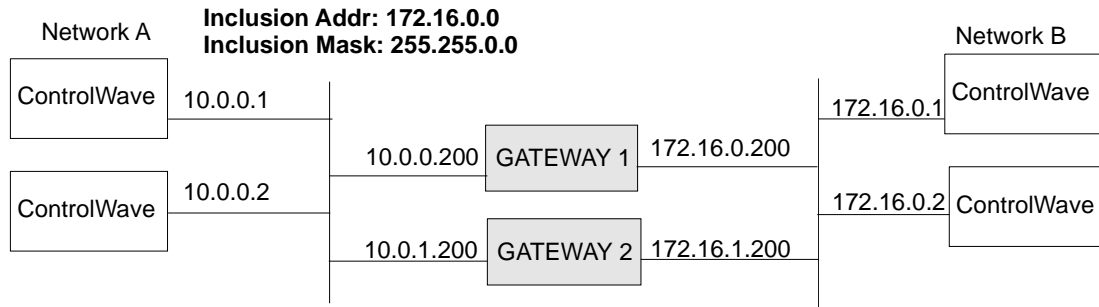 Inclusion Addr: 172.16.0.0
Inclusion Mask: 255.255.0.0
Network A
Network B
ControlWave
10.0.0.1
172.16.0.1
ControlWave
10.0.0.200
GATEWAY 1
172.16.0.200
ControlWave
10.0.0.2
172.16.0.2
ControlWave
10.0.1.200
GATEWAY 2
172.16.1.200